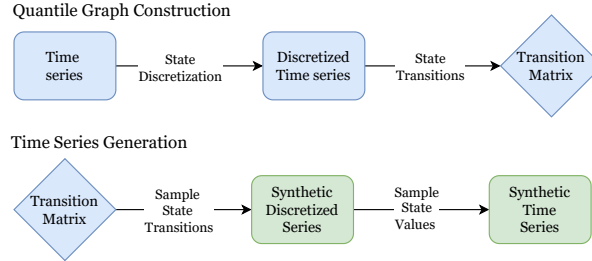 Quantile Graph Construction
Time
series
State
Discretization
Discretized
Time series
State
Transitions
Transition
Matrix
Time Series Generation
Transition
Matrix
Sample
State
Transitions
Synthetic
Discretized
Series
Sample
State
Values
Synthetic
Time
Series